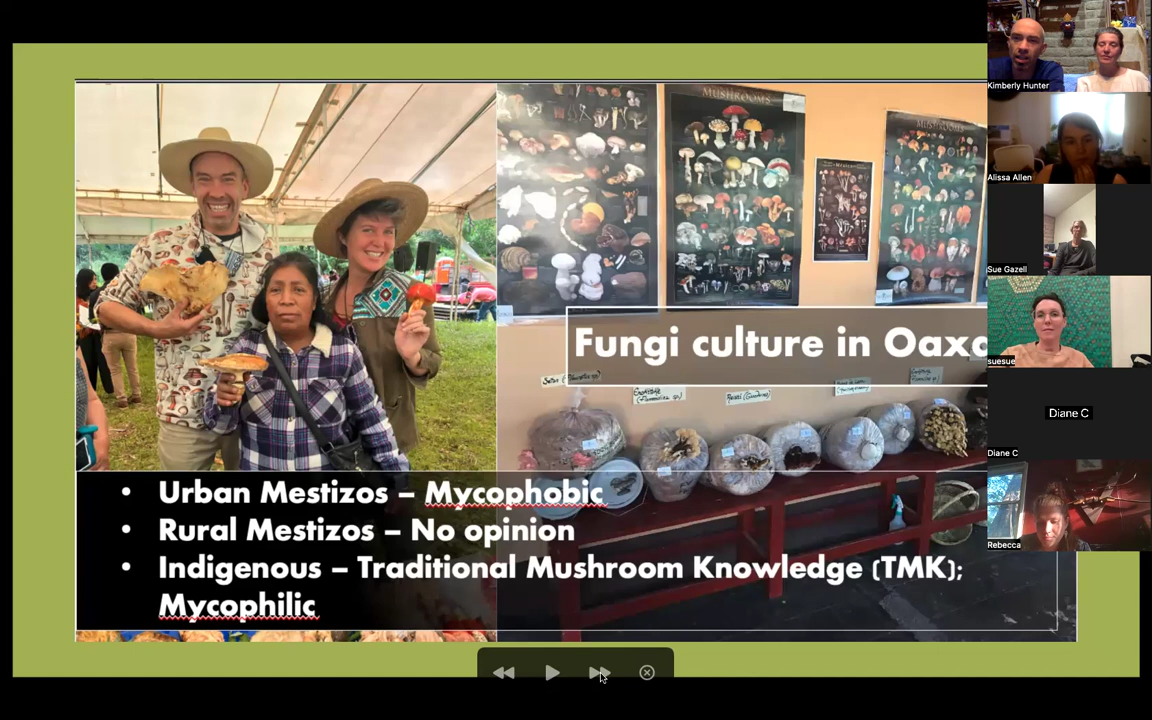 MUSHROOMS
MUSHROOMS
Fungi culture in Oaxa
• Urban Mestizos – Mycophobic
• Rural Mestizos – No opinion
• Indigenous – Traditional Mushroom Knowledge (TMK);
Mycophilic
Kimberly Hunter
Alissa Allen
Sue Gazell
suesue
Diane C
Diane C
Rebecca